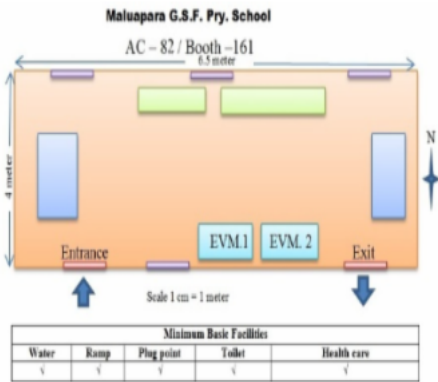 Maluapara G.S.F. Pry. School
AC – 82 / Booth –161
6.5 meter
4 meter
N
EVM.1 EVM. 2
Entrance Exit
Scale 1 cm = 1 meter
Minimum Basic Facilities
Water Ramp Plug point Toilet Health care
√ √ √ √ √